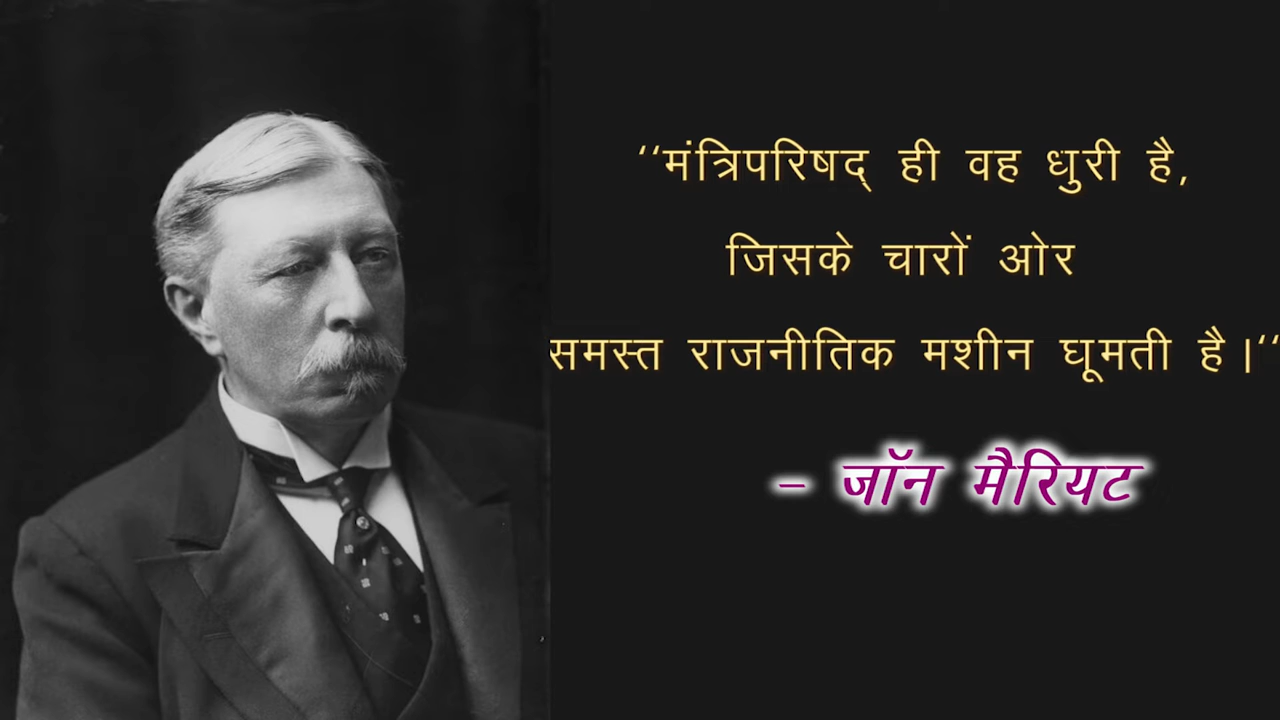 ‘‘मंत्रिपरिषद् ही वह धुरी है,
जिसके चारों ओर
समस्त राजनीतिक मशीन घूमती है।‘‘
– जॉन मैरियट